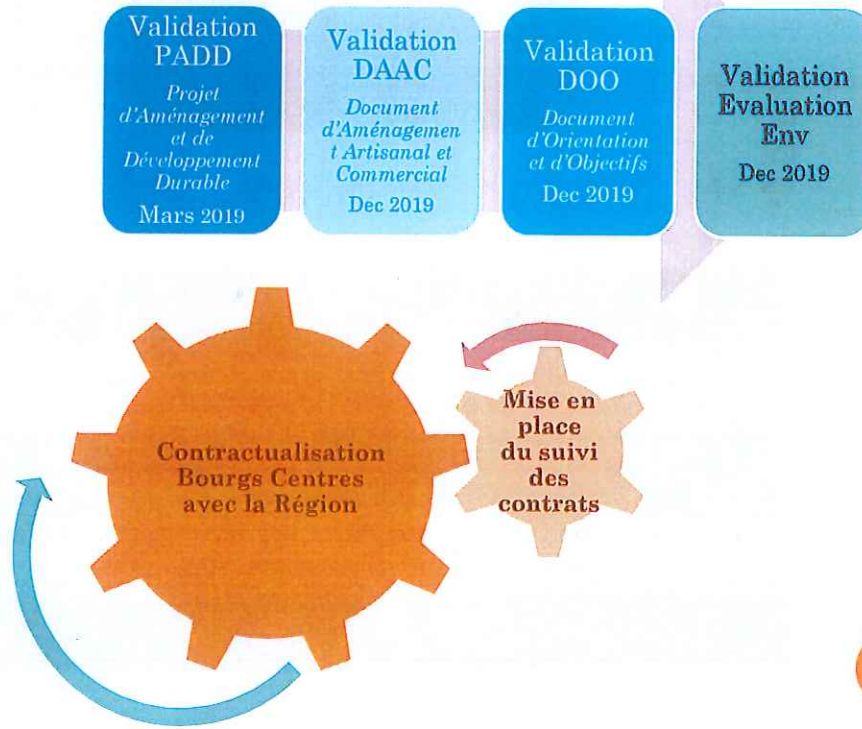 Validation
PADD
Projet
d'Aménagement
et de
Développement
Durable
Mars 2019
Validation
DAAC
Document
d'Aménagemen
t Artisanal et
Commercial
Dec 2019
Validation
DOO
Document
d'Orientation
et d'Objectifs
Dec 2019
Validation
Evaluation
Env
Dec 2019
Contractualisation
Bourgs Centres
avec la Région
Mise en
place
du suivi
des
contrats